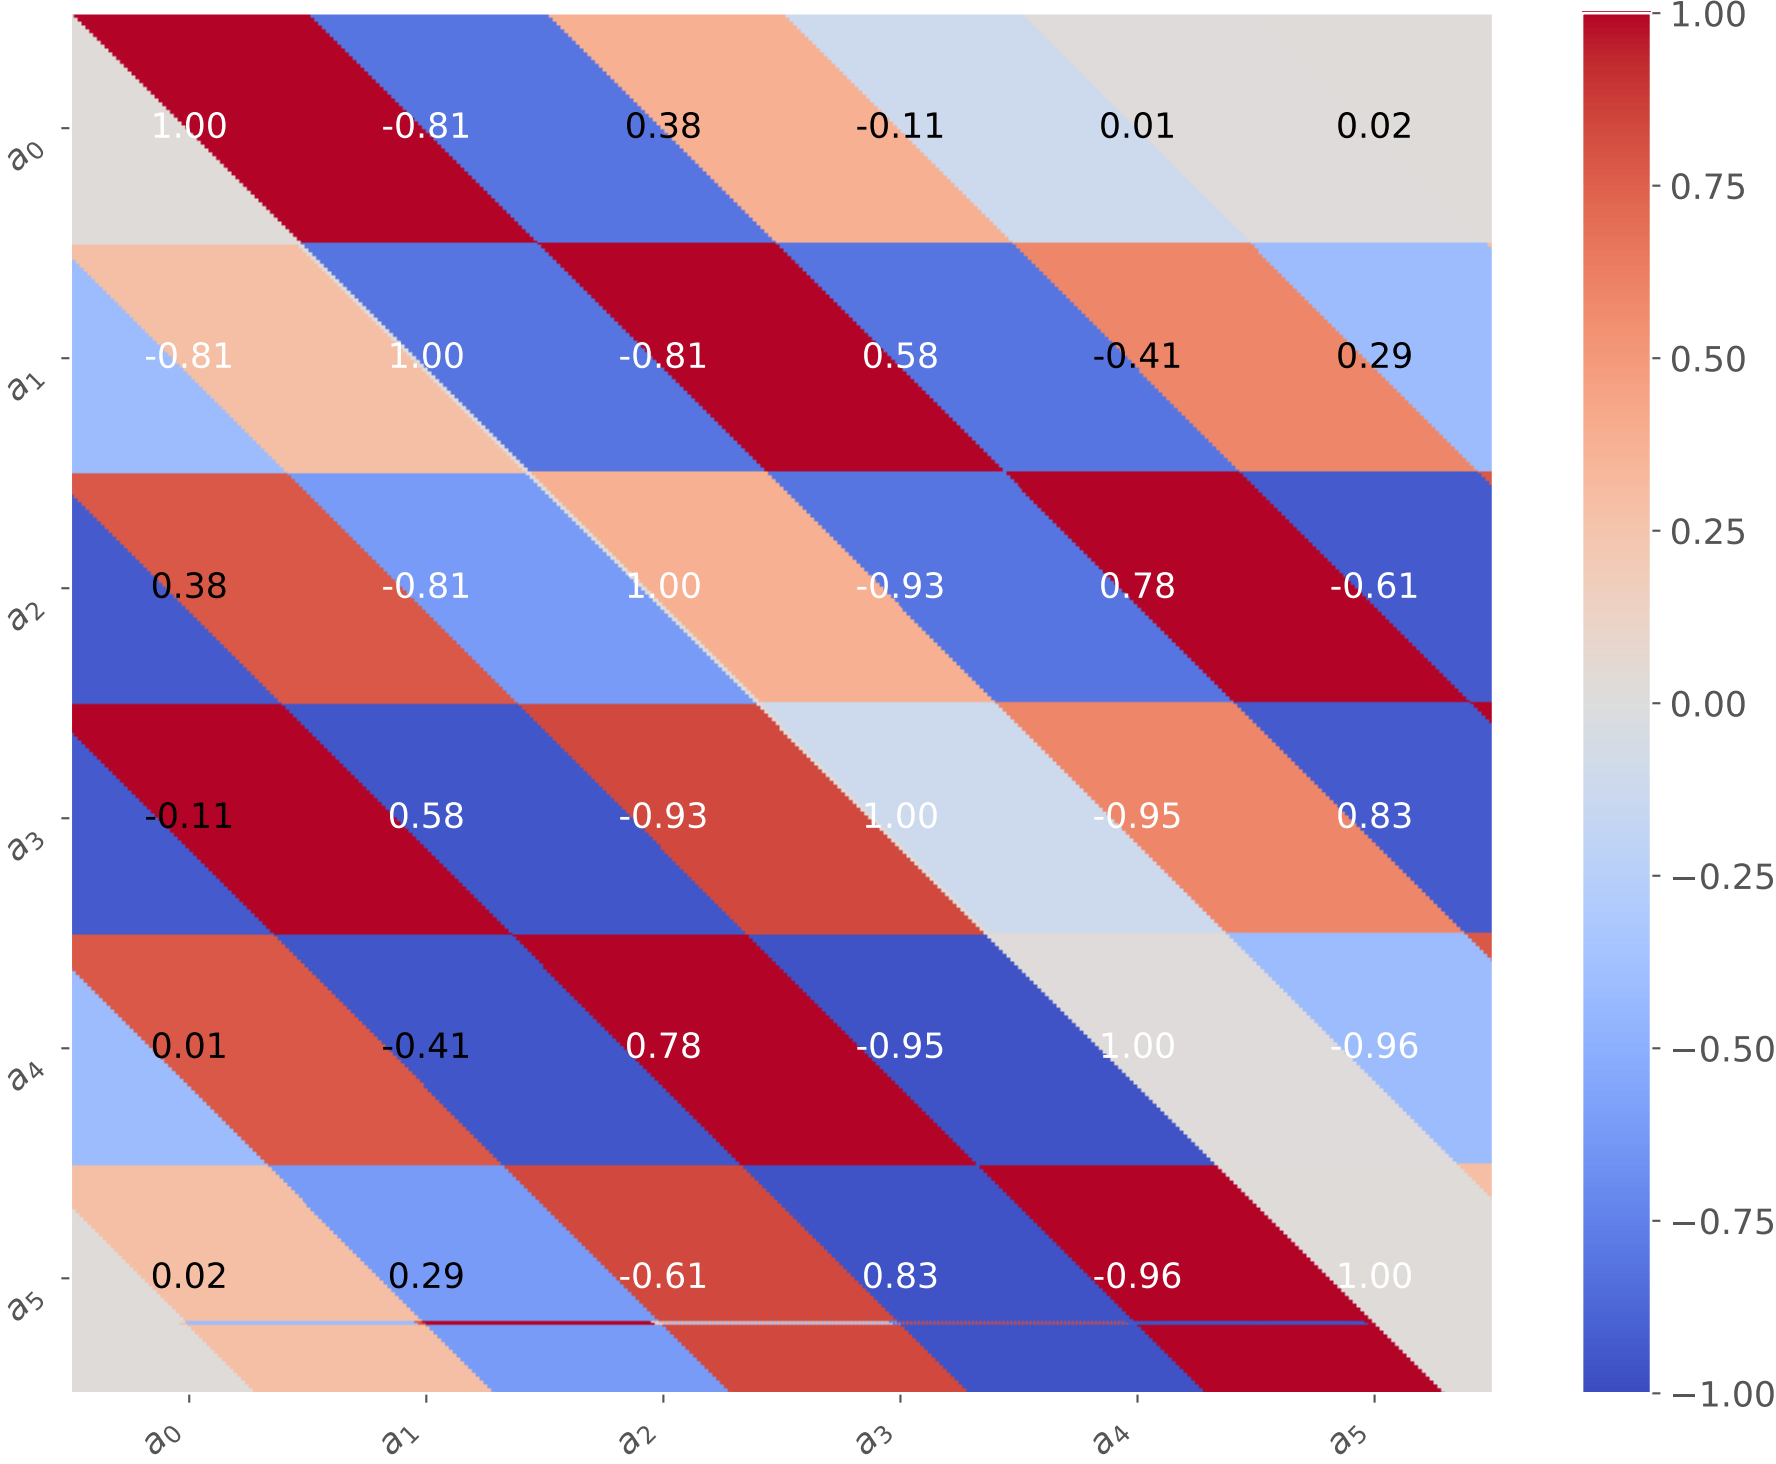 1.00
a0 1.00 -0.81 0.38 -0.11 0.01 0.02
0.75
a1 -0.81 1.00 -0.81 0.58 -0.41 0.29
0.50
0.25
a2 0.38 -0.81 1.00 -0.93 0.78 -0.61
0.00
a3 -0.11 0.58 -0.93 1.00 -0.95 0.83
−0.25
a4 0.01 -0.41 0.78 -0.95 1.00 -0.96
−0.50
−0.75
a5 0.02 0.29 -0.61 0.83 -0.96 1.00
−1.00
a0 a1 a2 a3 a4 a5